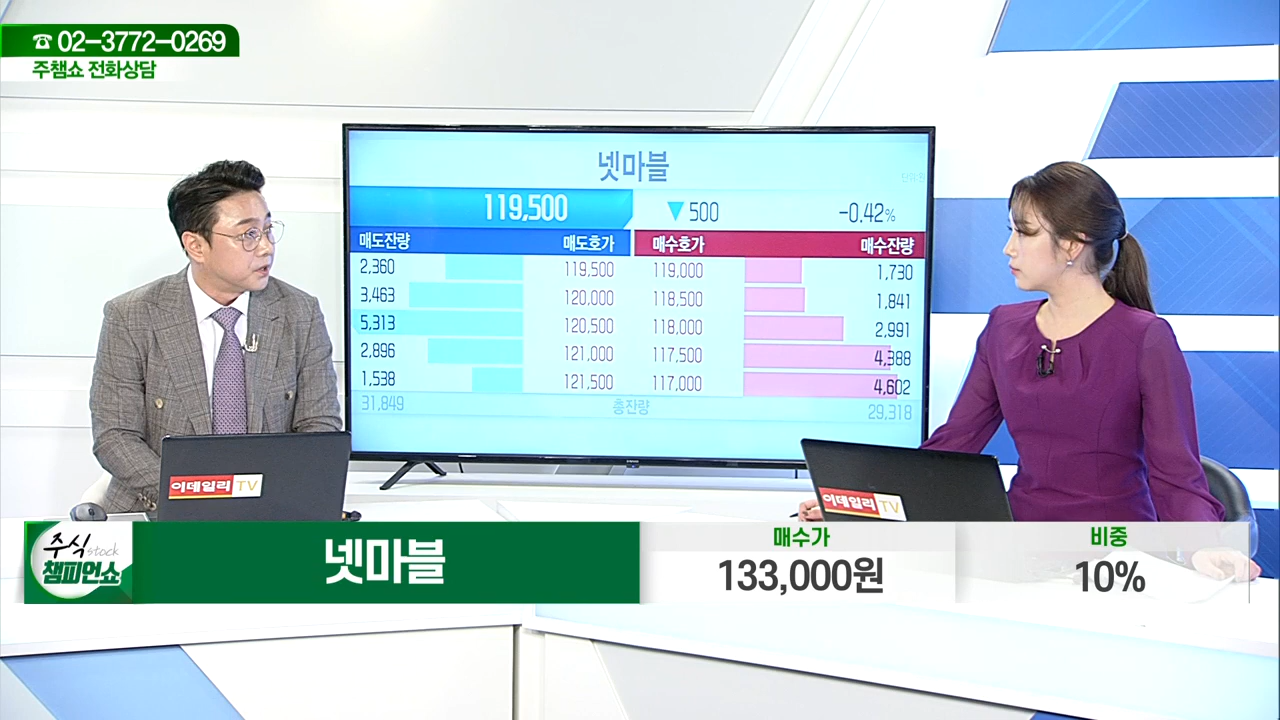 ☎ 02-3772-0269
주챔쇼 전화상담
넷마블
단위:원
119,500 ▼ 500 -0.42%
매도잔량 매도호가 매수호가 매수잔량
2,360 119,500 119,000 1,730
3,463 120,000 118,500 1,841
5,313 120,500 118,000 2,991
2,896 121,000 117,500 4,388
1,538 121,500 117,000 4,602
31,849 총잔량 29,318
이데일리TV
이데일리TV
주식 stock
챔피언쇼
넷마블
매수가
133,000원
비중
10%